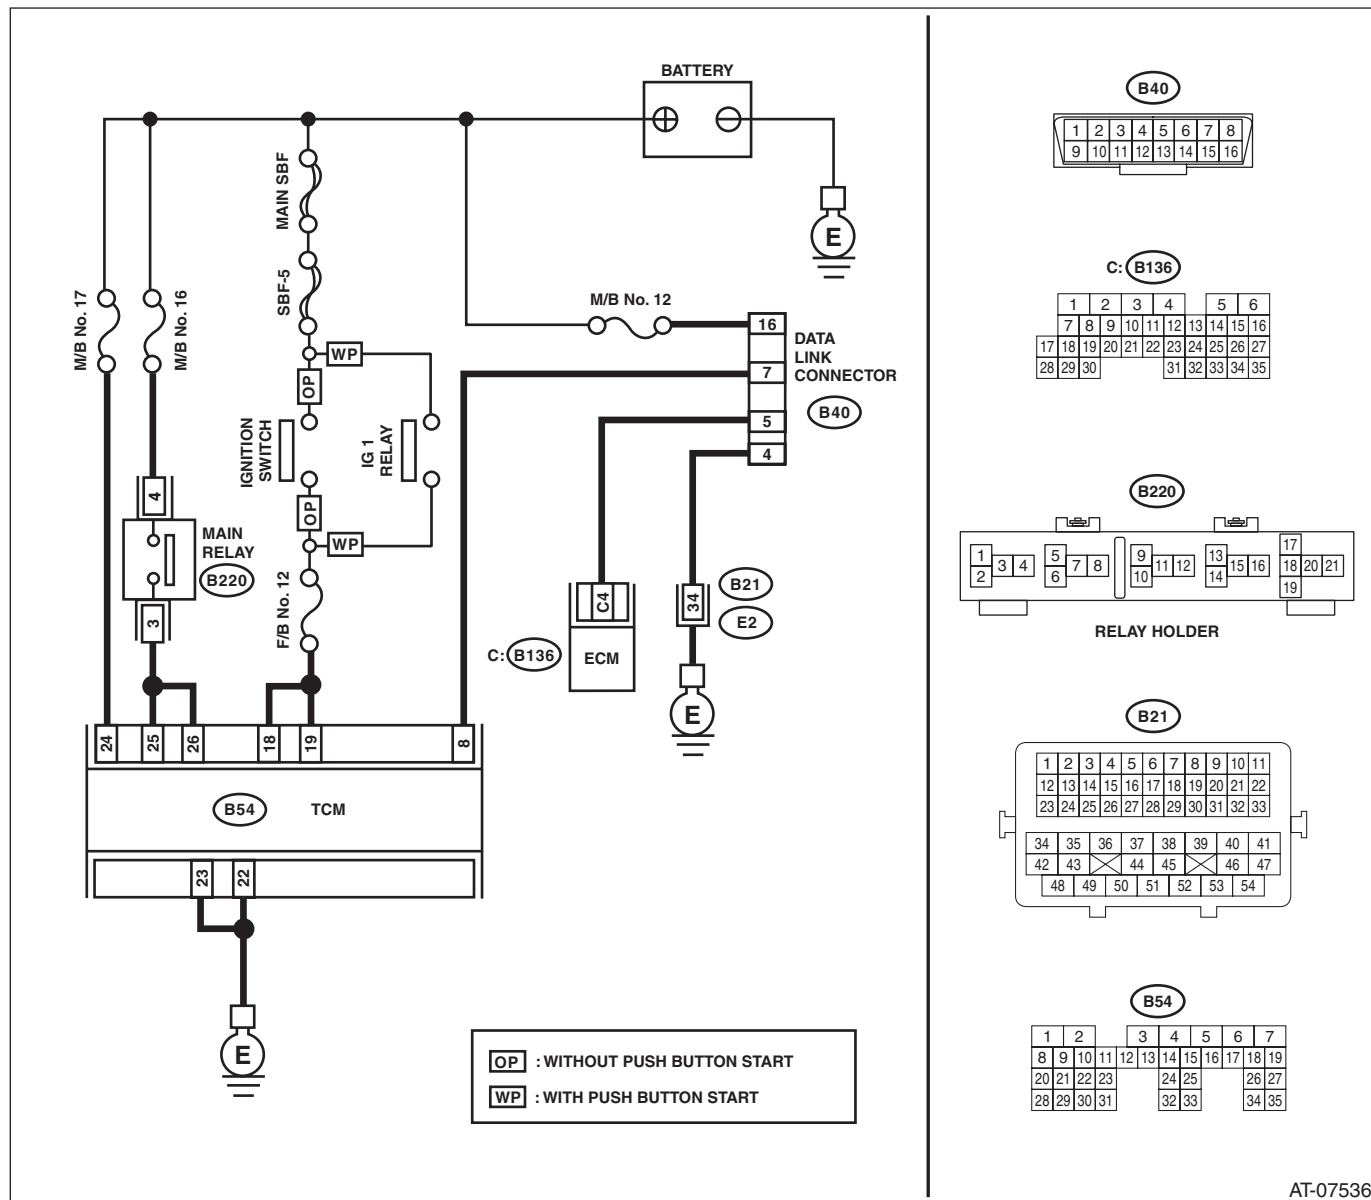 BATTERY
MAIN SBF
SBF-5
M/B No. 17
M/B No. 16
M/B No. 12
WP
OP
IGNITION
SWITCH
IG 1
RELAY
OP
WP
F/B No. 12
16
7
5
4
DATA
LINK
CONNECTOR
B40
4
MAIN
RELAY
B220
3
C4
C: B136
ECM
34
B21
E2
E
E
24
25
26
18
19
8
B54
TCM
23
22
E
OP : WITHOUT PUSH BUTTON START
WP : WITH PUSH BUTTON START
B40
1 2 3 4 5 6 7 8
9 10 11 12 13 14 15 16
C: B136
1 2 3 4 5 6
7 8 9 10 11 12 13 14 15 16
17 18 19 20 21 22 23 24 25 26 27
28 29 30 31 32 33 34 35
B220
1 2 3 4
5 6 7 8
9 10 11 12
13 14 15 16
17 18 19 20 21
RELAY HOLDER
B21
1 2 3 4 5 6 7 8 9 10 11
12 13 14 15 16 17 18 19 20 21 22
23 24 25 26 27 28 29 30 31 32 33
34 35 36 37 38 39 40 41
42 43 44 45 46 47
48 49 50 51 52 53 54
B54
1 2 3 4 5 6 7
8 9 10 11 12 13 14 15 16 17 18 19
20 21 22 23 24 25 26 27
28 29 30 31 32 33 34 35
AT-07536